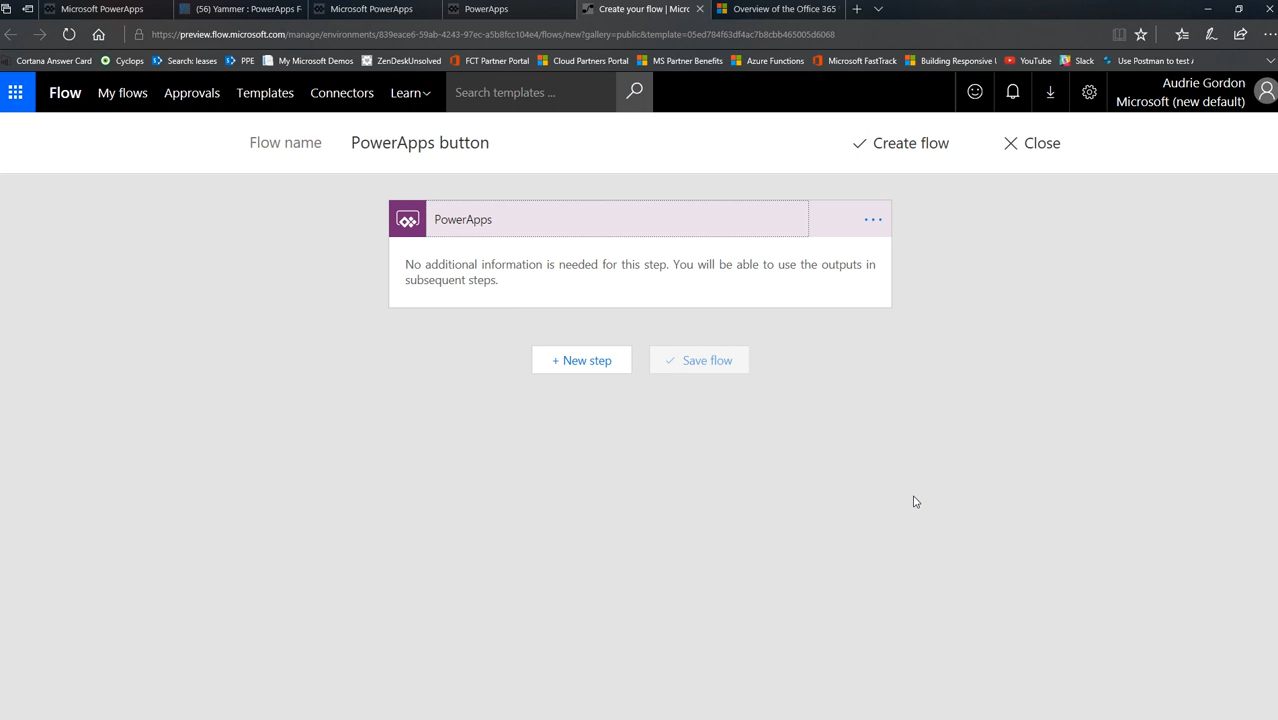 Microsoft PowerApps
(56) Yammer : PowerApps F
Microsoft PowerApps
PowerApps
Create your flow | Micro
Overview of the Office 365
https://preview.flow.microsoft.com/manage/environments/839eace6-59ab-4243-97ec-a5b8fcc104e4/flows/new?gallery=public&template=05ed784f63df4ac7b8cbb465005d6068
Cortana Answer Card
Cyclops
Search: leases
PPE
My Microsoft Demos
ZenDeskUnsolved
FCT Partner Portal
Cloud Partners Portal
MS Partner Benefits
Azure Functions
Microsoft FastTrack
Building Responsive I
YouTube
Slack
Use Postman to test A
Flow
My flows
Approvals
Templates
Connectors
Learn
Search templates ...
Audrie Gordon
Microsoft (new default)
Flow name
PowerApps button
Create flow
Close
PowerApps
No additional information is needed for this step. You will be able to use the outputs in
subsequent steps.
+ New step
Save flow